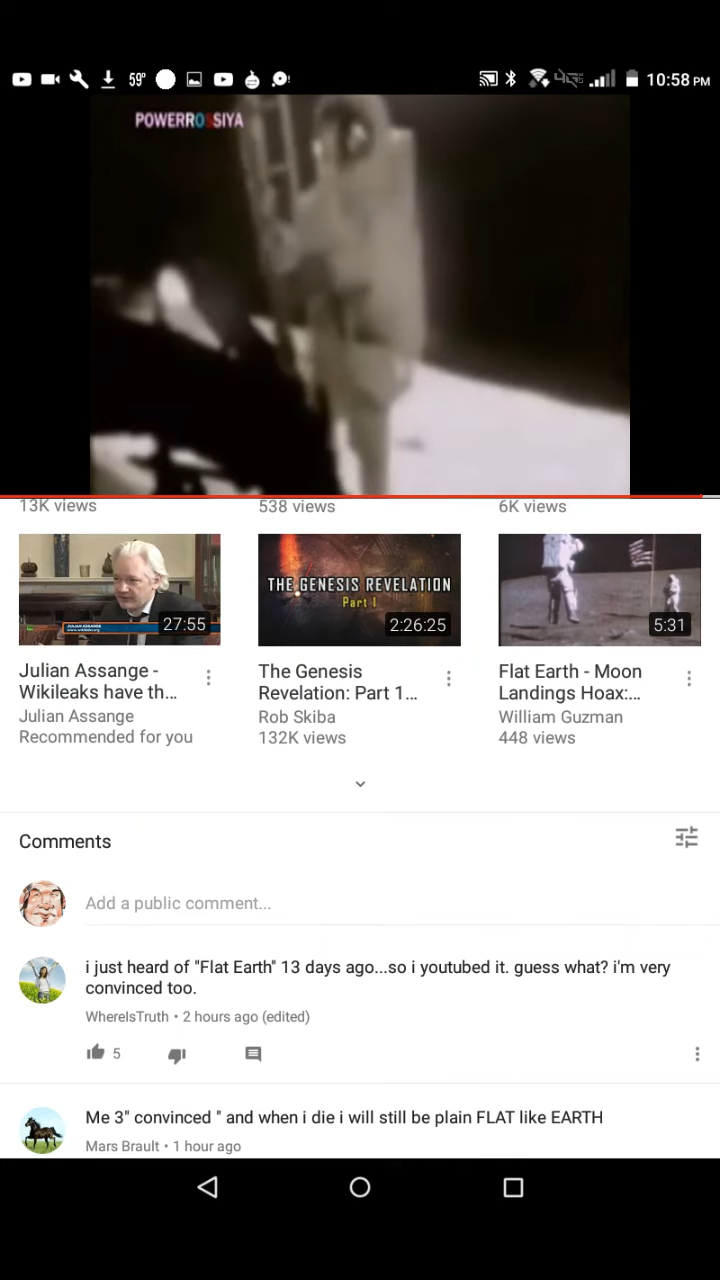 59°
10:58 PM
POWERROSSIYA
13K views
538 views
6K views
27:55
THE GENESIS REVELATION
Part I
2:26:25
5:31
Julian Assange -
Wikileaks have th...
Julian Assange
Recommended for you
The Genesis
Revelation: Part 1...
Rob Skiba
132K views
Flat Earth - Moon
Landings Hoax:...
William Guzman
448 views
Comments
Add a public comment...
i just heard of "Flat Earth" 13 days ago...so i youtubed it. guess what? i'm very
convinced too.
WhereIsTruth • 2 hours ago (edited)
5
Me 3" convinced " and when i die i will still be plain FLAT like EARTH
Mars Brault • 1 hour ago